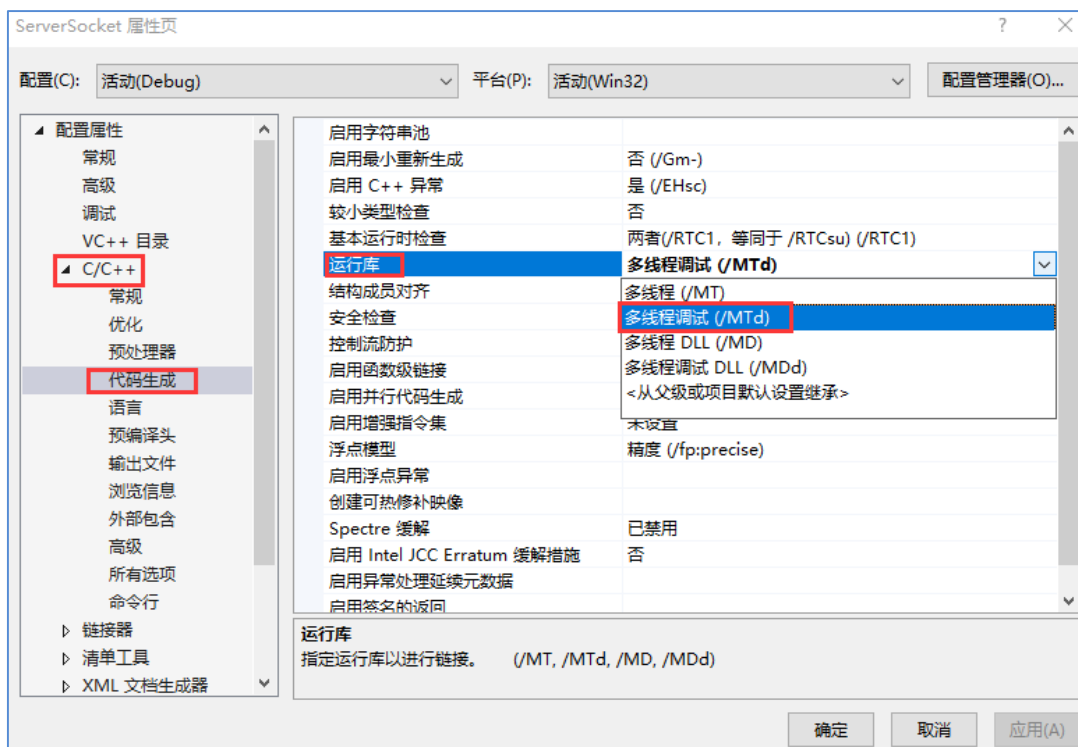 ServerSocket 属性页
配置(C): 活动(Debug) 平台(P): 活动(Win32) 配置管理器(O)...
配置属性
常规
高级
调试
VC++ 目录
C/C++
常规
优化
预处理器
代码生成
语言
预编译头
输出文件
浏览信息
外部包含
高级
所有选项
命令行
链接器
清单工具
XML 文档生成器
启用字符串池
启用最小重新生成 否 (/Gm-)
启用 C++ 异常 是 (/EHsc)
较小类型检查 否
基本运行时检查 两者(/RTC1，等同于 /RTCsu) (/RTC1)
运行库 多线程调试 (/MTd)
结构成员对齐 多线程 (/MT)
安全检查 多线程调试 (/MTd)
控制流防护 多线程 DLL (/MD)
启用函数级链接 多线程调试 DLL (/MDd)
启用并行代码生成 <从父级或项目默认设置继承>
启用增强指令集 未设置
浮点模型 精度 (/fp:precise)
启用浮点异常
创建可热修补映像
Spectre 缓解 已禁用
启用 Intel JCC Erratum 缓解措施 否
启用异常处理延续元数据
启用签名的返回
运行库
指定运行库以进行链接。 (/MT, /MTd, /MD, /MDd)
确定 取消 应用(A)